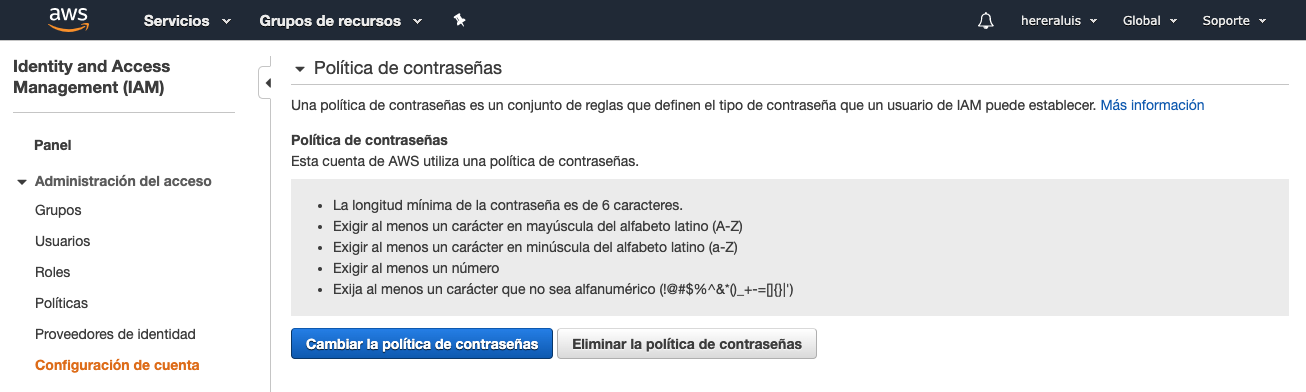 aws
Servicios
Grupos de recursos
hereraluis
Global
Soporte
Identity and Access
Management (IAM)
Panel
Administración del acceso
Grupos
Usuarios
Roles
Políticas
Proveedores de identidad
Configuración de cuenta
Política de contraseñas
Una política de contraseñas es un conjunto de reglas que definen el tipo de contraseña que un usuario de IAM puede establecer. Más información
Política de contraseñas
Esta cuenta de AWS utiliza una política de contraseñas.
• La longitud mínima de la contraseña es de 6 caracteres.
• Exigir al menos un carácter en mayúscula del alfabeto latino (A-Z)
• Exigir al menos un carácter en minúscula del alfabeto latino (a-Z)
• Exigir al menos un número
• Exija al menos un carácter que no sea alfanumérico (!@#$%^&*()_+-=[]{}|')
Cambiar la política de contraseñas
Eliminar la política de contraseñas